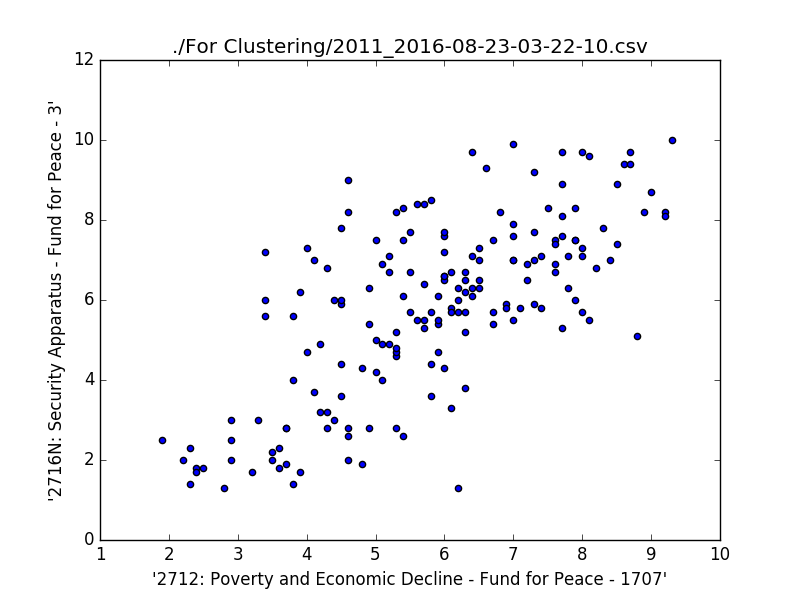 ./For Clustering/2011_2016-08-23-03-22-10.csv
12
10
8
6
4
2
0
'2716N: Security Apparatus - Fund for Peace - 3'
1 2 3 4 5 6 7 8 9 10
'2712: Poverty and Economic Decline - Fund for Peace - 1707'